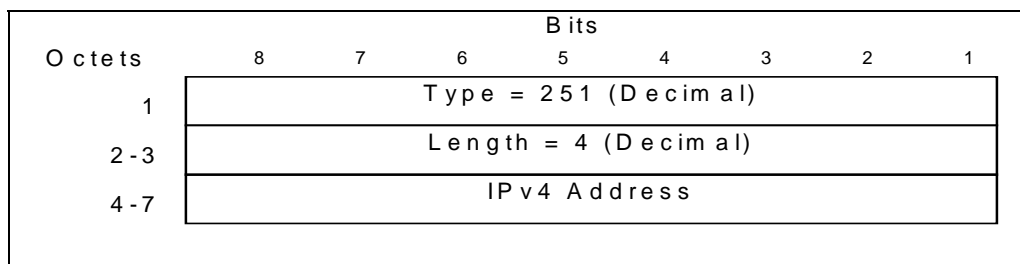 Bits
Octets 8 7 6 5 4 3 2 1
1 Type = 251 (Decimal)
2-3 Length = 4 (Decimal)
4-7 IPv4 Address